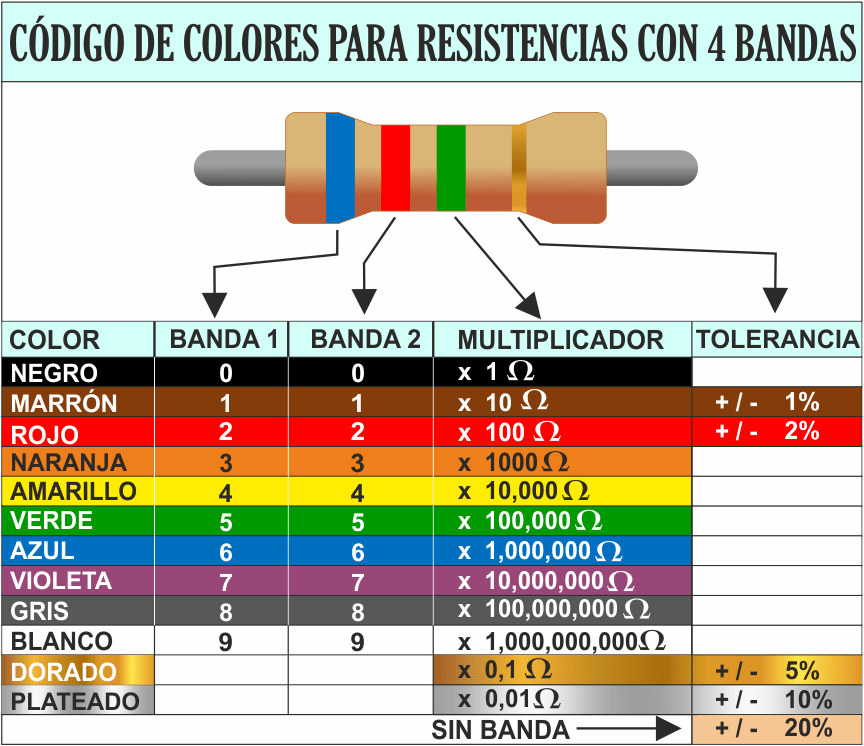 CÓDIGO DE COLORES PARA RESISTENCIAS CON 4 BANDAS
COLOR BANDA 1 BANDA 2 MULTIPLICADOR TOLERANCIA
NEGRO 0 0 x 1 Ω
MARRÓN 1 1 x 10 Ω + / - 1%
ROJO 2 2 x 100 Ω + / - 2%
NARANJA 3 3 x 1000 Ω
AMARILLO 4 4 x 10,000 Ω
VERDE 5 5 x 100,000 Ω
AZUL 6 6 x 1,000,000 Ω
VIOLETA 7 7 x 10,000,000 Ω
GRIS 8 8 x 100,000,000 Ω
BLANCO 9 9 x 1,000,000,000Ω
DORADO x 0,1 Ω + / - 5%
PLATEADO x 0,01Ω + / - 10%
SIN BANDA + / - 20%